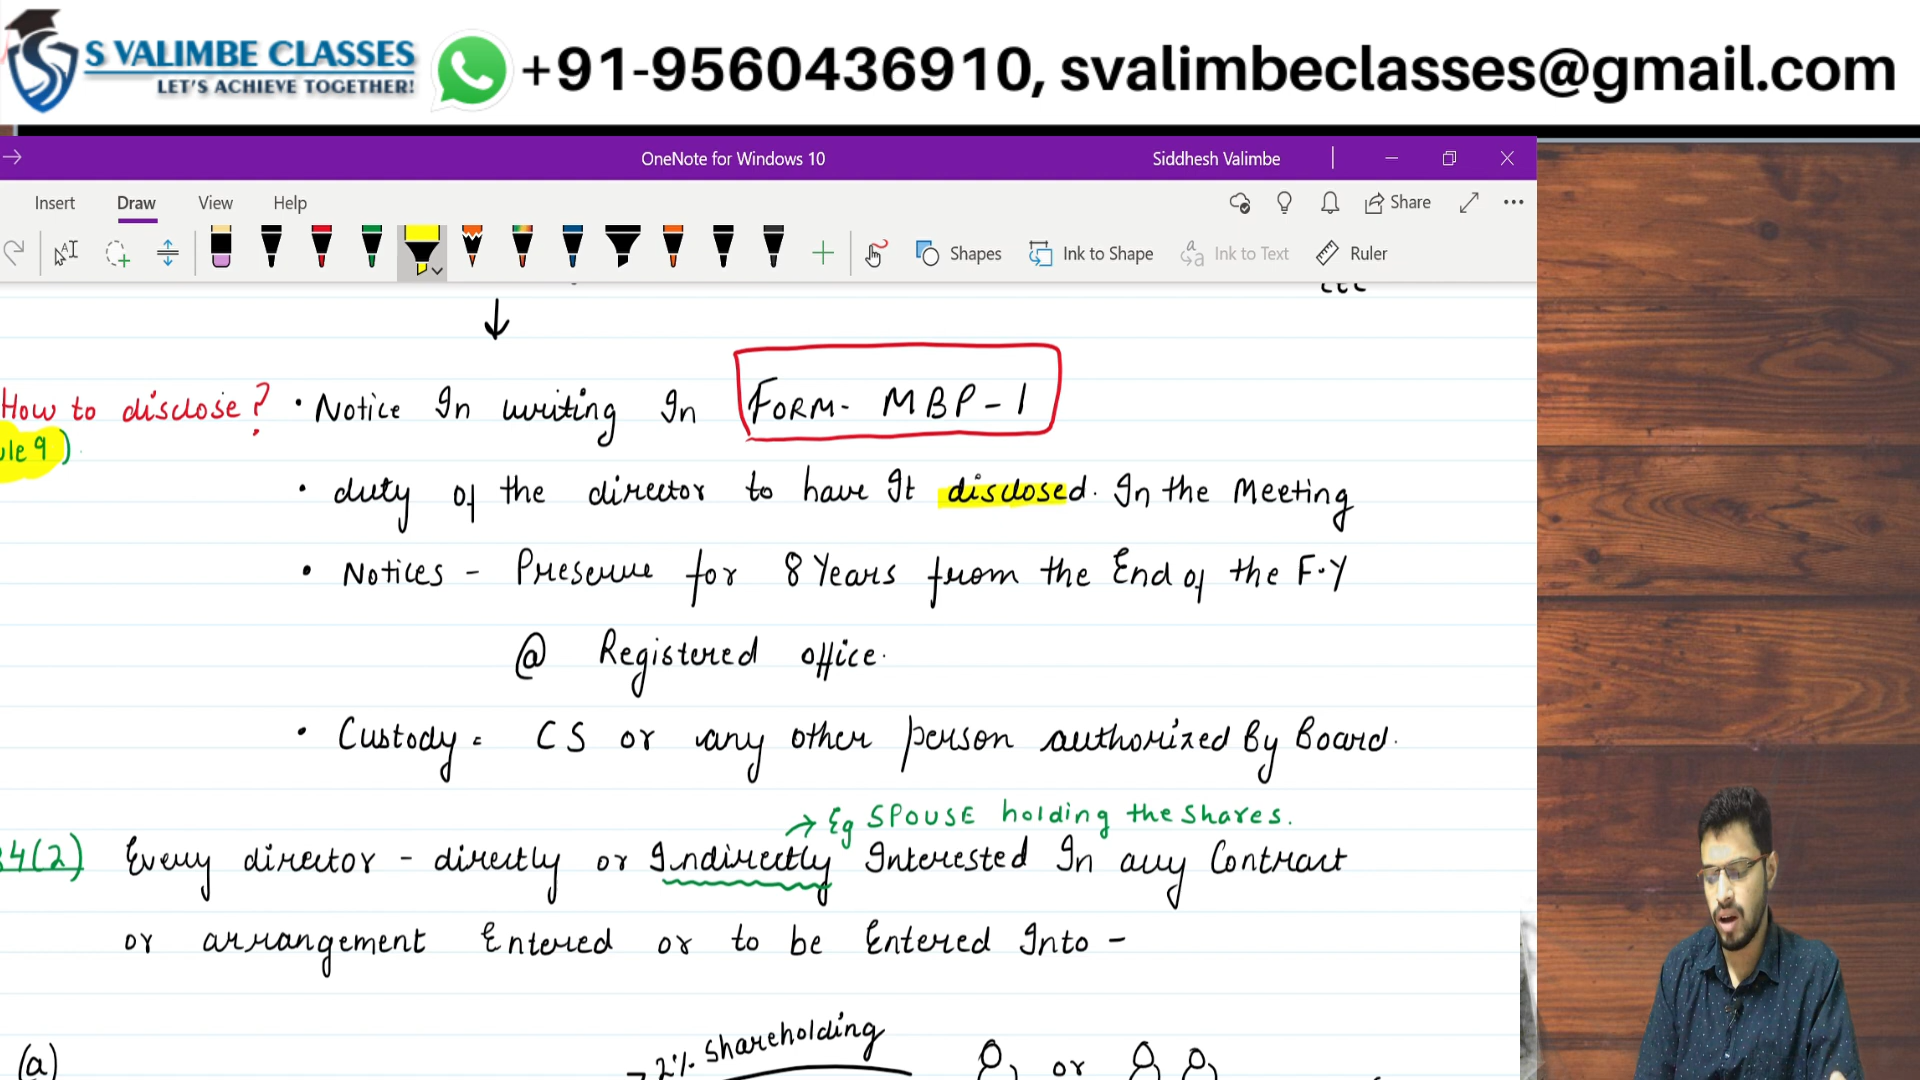 S VALIMBE CLASSES
LET'S ACHIEVE TOGETHER!
+91-9560436910, svalimbeclasses@gmail.com
OneNote for Windows 10
Siddhesh Valimbe
Insert Draw View Help
Share
Shapes Ink to Shape Ink to Text Ruler
How to disclose? • Notice In writing In FORM- MBP-1
ule 9)
• duty of the director to have It disclosed. In the Meeting
• Notices - Preserve for 8 Years from the End of the F.Y
@ Registered office.
• Custody = CS or any other person authorized By Board.
→ Eg SPOUSE holding the shares.
84(2) Every director - directly or Indirectly Interested In any Contract
or arrangement Entered or to be Entered Into -
(a)
2% Shareholding
or